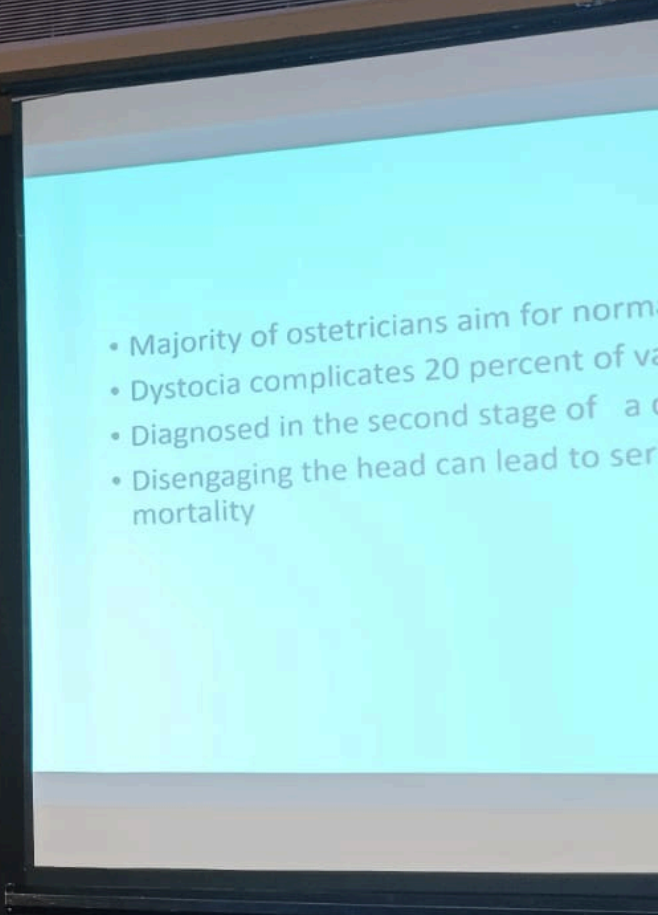 • Majority of ostetricians aim for norm
• Dystocia complicates 20 percent of va
• Diagnosed in the second stage of a
• Disengaging the head can lead to ser
mortality